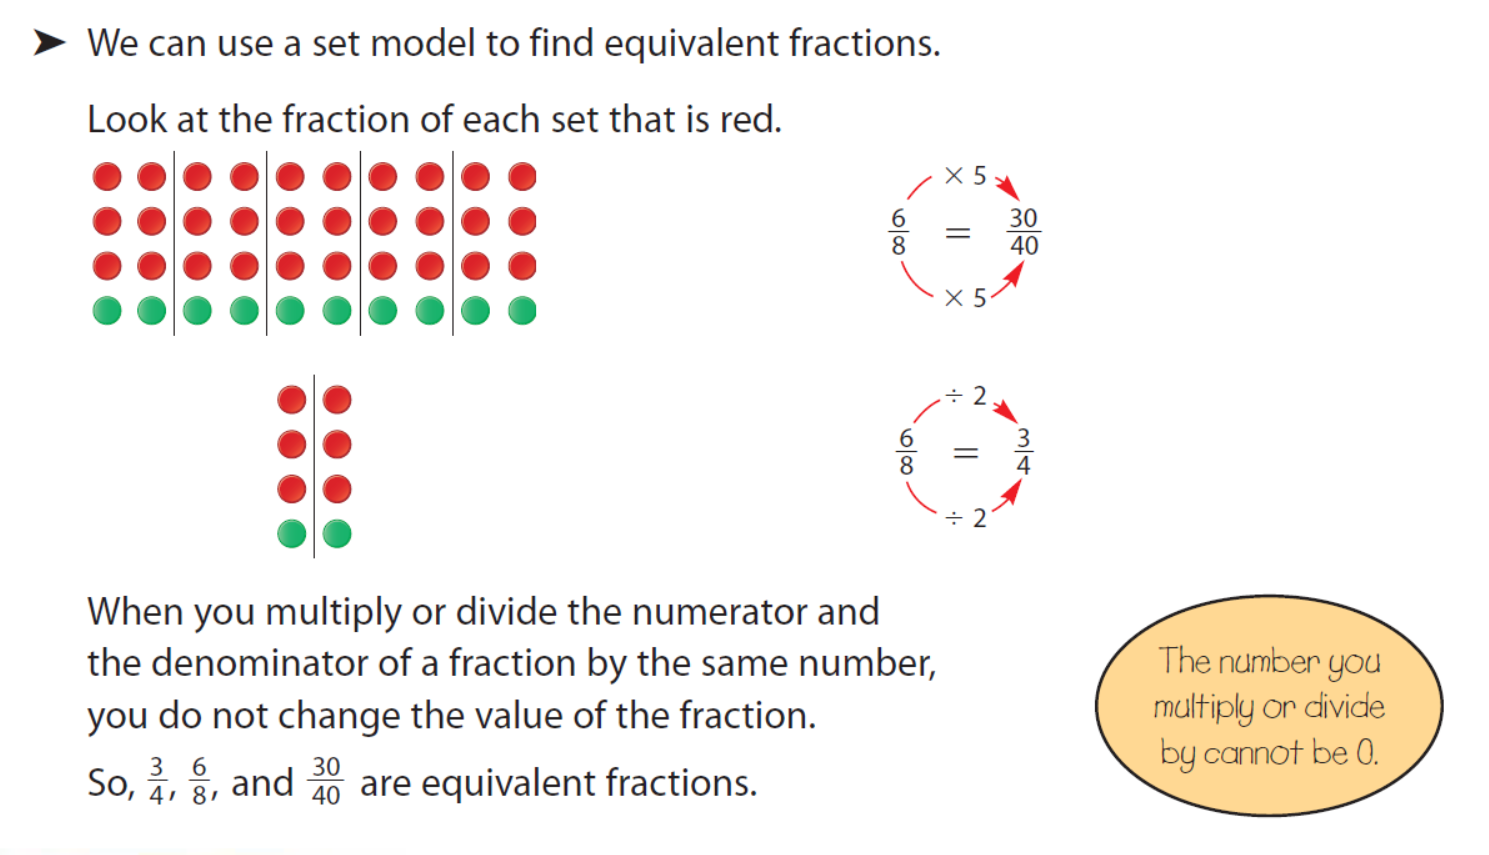 ➤ We can use a set model to find equivalent fractions.
Look at the fraction of each set that is red.
× 5
6/8 = 30/40
× 5
÷ 2
6/8 = 3/4
÷ 2
When you multiply or divide the numerator and
the denominator of a fraction by the same number,
you do not change the value of the fraction.
So, 3/4, 6/8, and 30/40 are equivalent fractions.
The number you
multiply or divide
by cannot be 0.